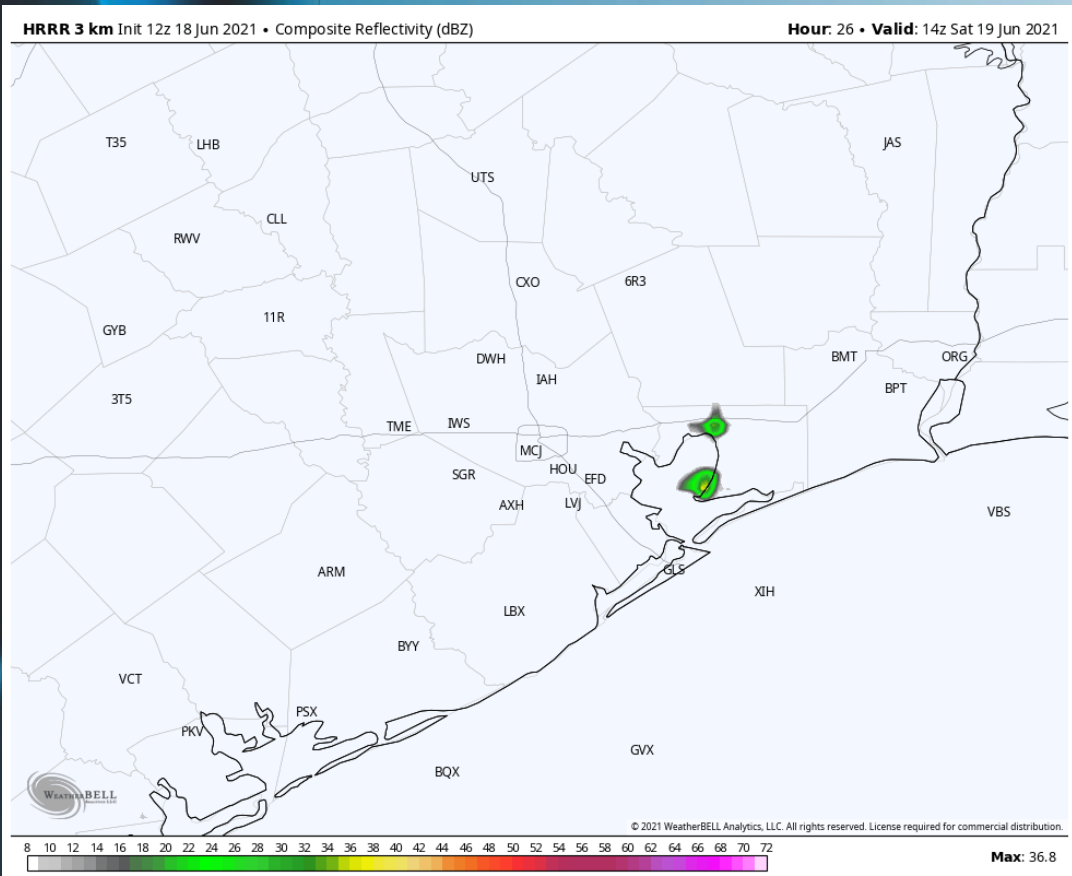 HRRR 3 km Init 12z 18 Jun 2021 • Composite Reflectivity (dBZ) Hour: 26 • Valid: 14z Sat 19 Jun 2021
T35 LHB JAS
UTS
CLL
RWV
CXO 6R3
11R
GYB
DWH BMT ORG
IAH
BPT
3T5
TME IWS
MCJ
HOU
SGR EFD
AXH LVJ
VBS
GLS
ARM
XIH
LBX
BYY
VCT
PSX
PKV
GVX
BQX
WEATHERBELL
ANALYTICS LLC
© 2021 WeatherBELL Analytics, LLC. All rights reserved. License required for commercial distribution.
8 10 12 14 16 18 20 22 24 26 28 30 32 34 36 38 40 42 44 46 48 50 52 54 56 58 60 62 64 66 68 70 72
Max: 36.8